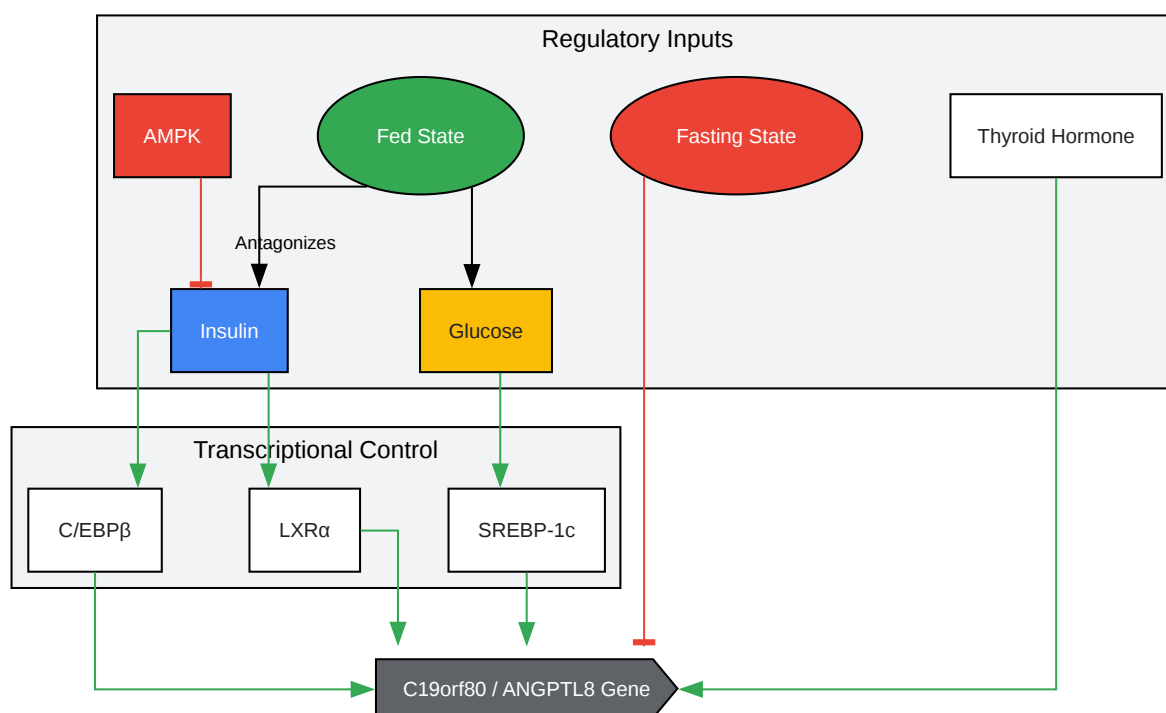 Regulatory Inputs
AMPK
Fed State
Fasting State
Thyroid Hormone
Antagonizes
Insulin
Glucose
Transcriptional Control
C/EBPβ
LXRα
SREBP-1c
C19orf80 / ANGPTL8 Gene